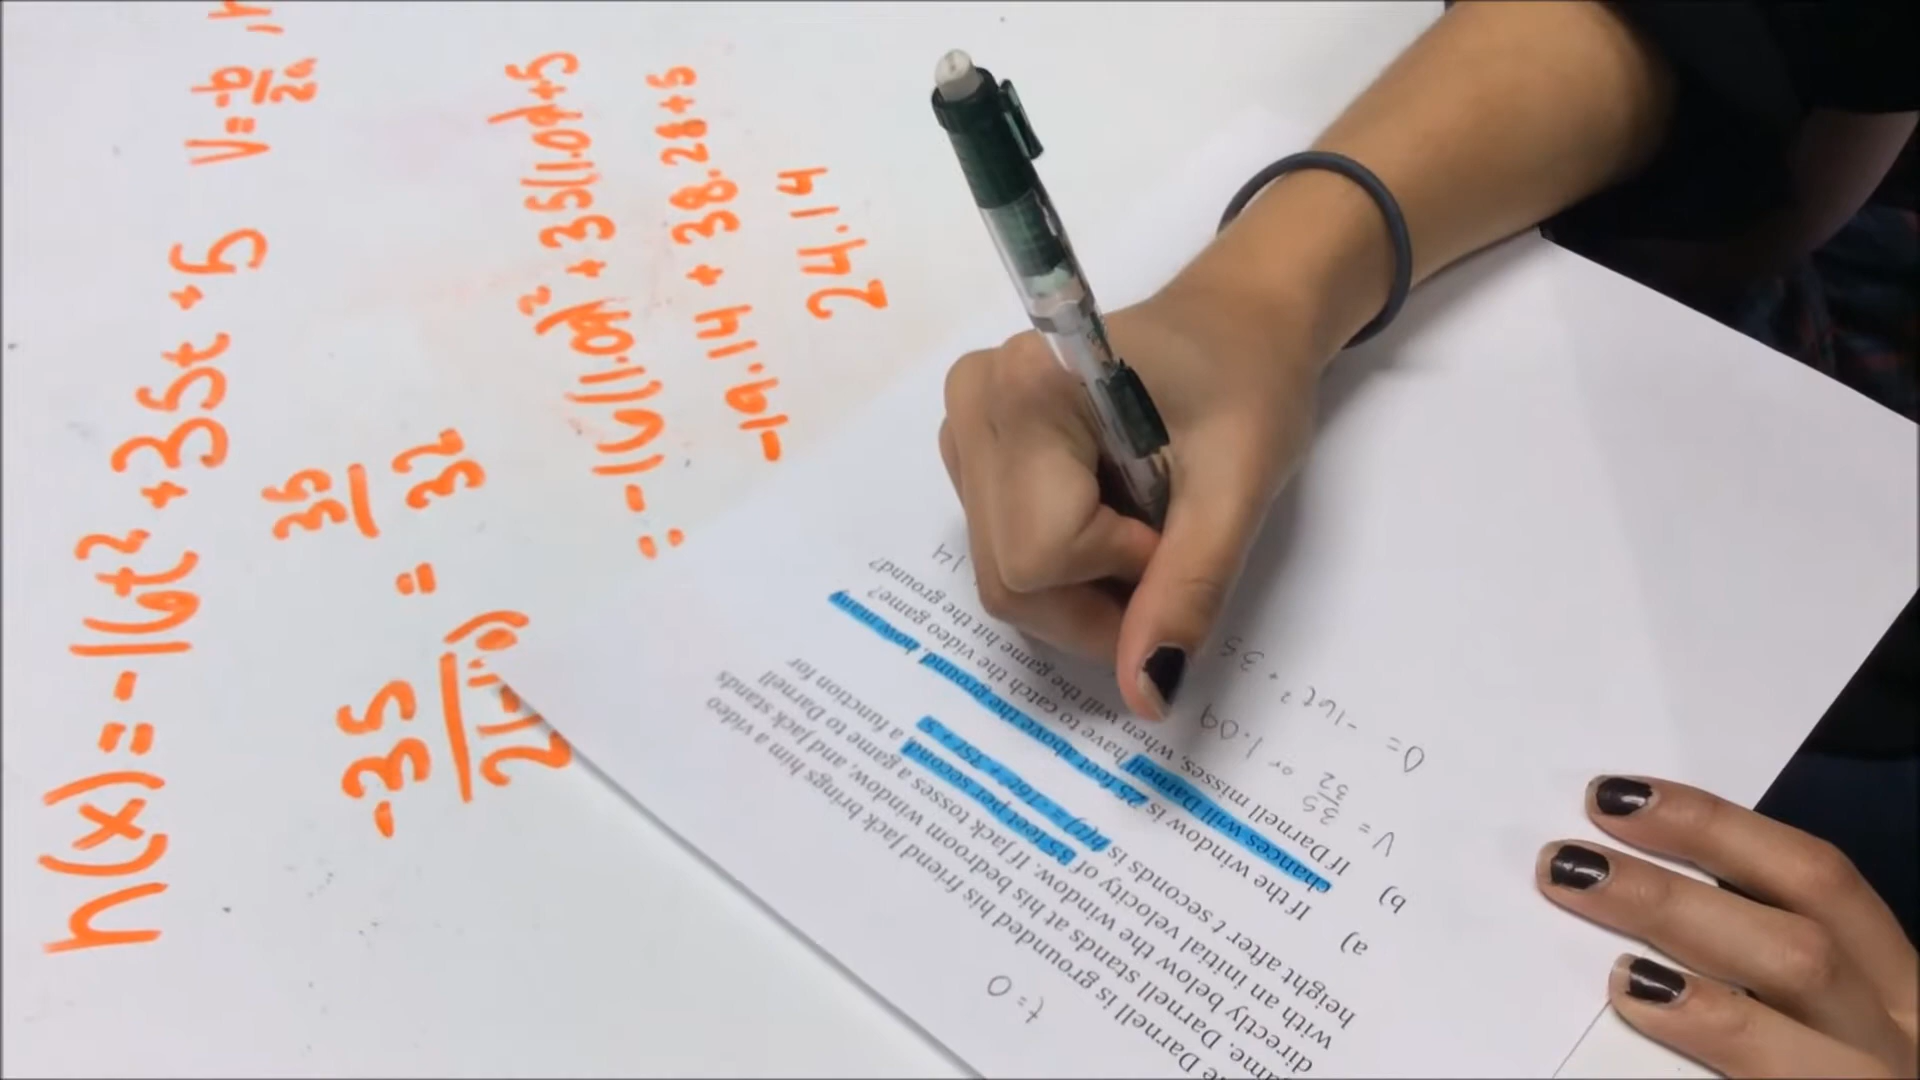 h(x)=-16t²+35t+5 V=-b/2a
-35/2(-16) = 35/32
= -16(1.09)²+35(1.09)+5
-19.14 + 38.28+5
24.14
t=0
Darnell is grounded his friend Jack brings him a video
game. Darnell stands at his bedroom window, and Jack stands
directly below the window. If Jack tosses a game to Darnell
with an initial velocity of 35 feet per second, a function for
height after t seconds is h(t) = -16t² + 35t + 5
a) If the window is 25 feet above the ground, how many
chances will Darnell have to catch the video game?
b) If Darnell misses, when will the game hit the ground?
V= 35/32 or 1.09
14
0= -16t²+35